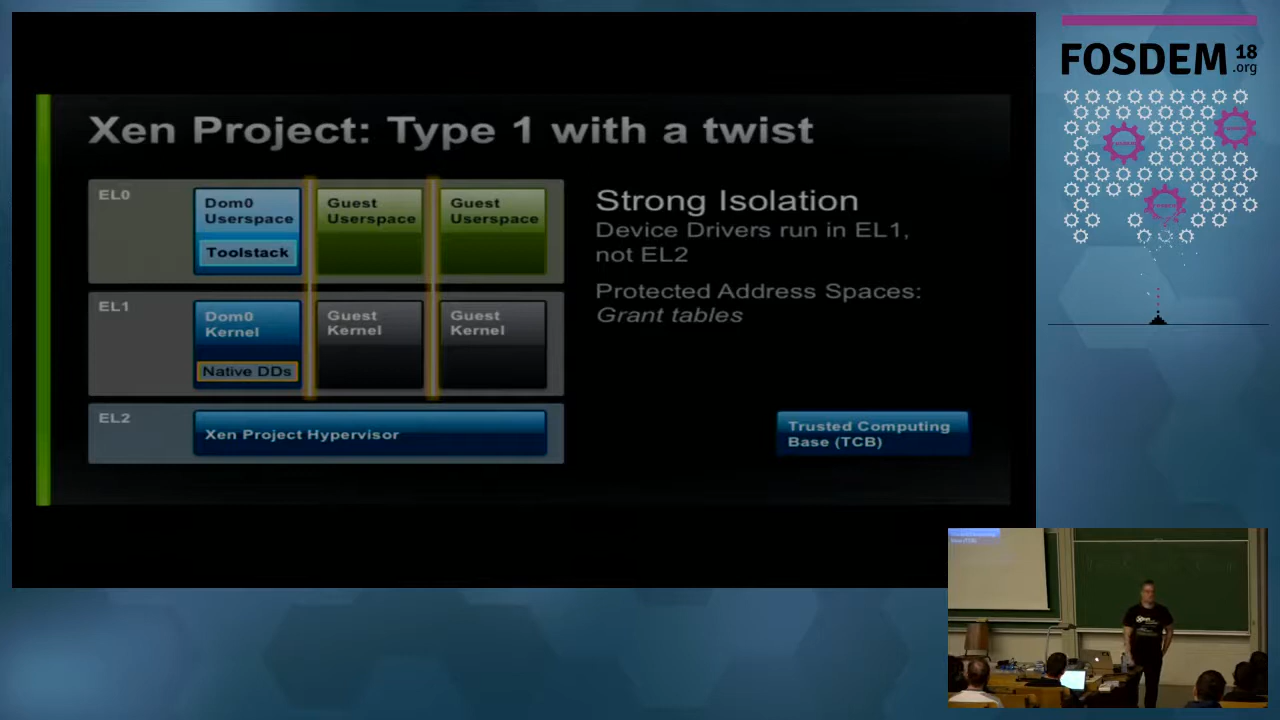 Xen Project: Type 1 with a twist
EL0
Dom0
Userspace
Toolstack
Guest
Userspace
Guest
Userspace
EL1
Dom0
Kernel
Native DDs
Guest
Kernel
Guest
Kernel
EL2
Xen Project Hypervisor
Strong Isolation
Device Drivers run in EL1,
not EL2
Protected Address Spaces:
Grant tables
Trusted Computing
Base (TCB)
FOSDEM 18
.org